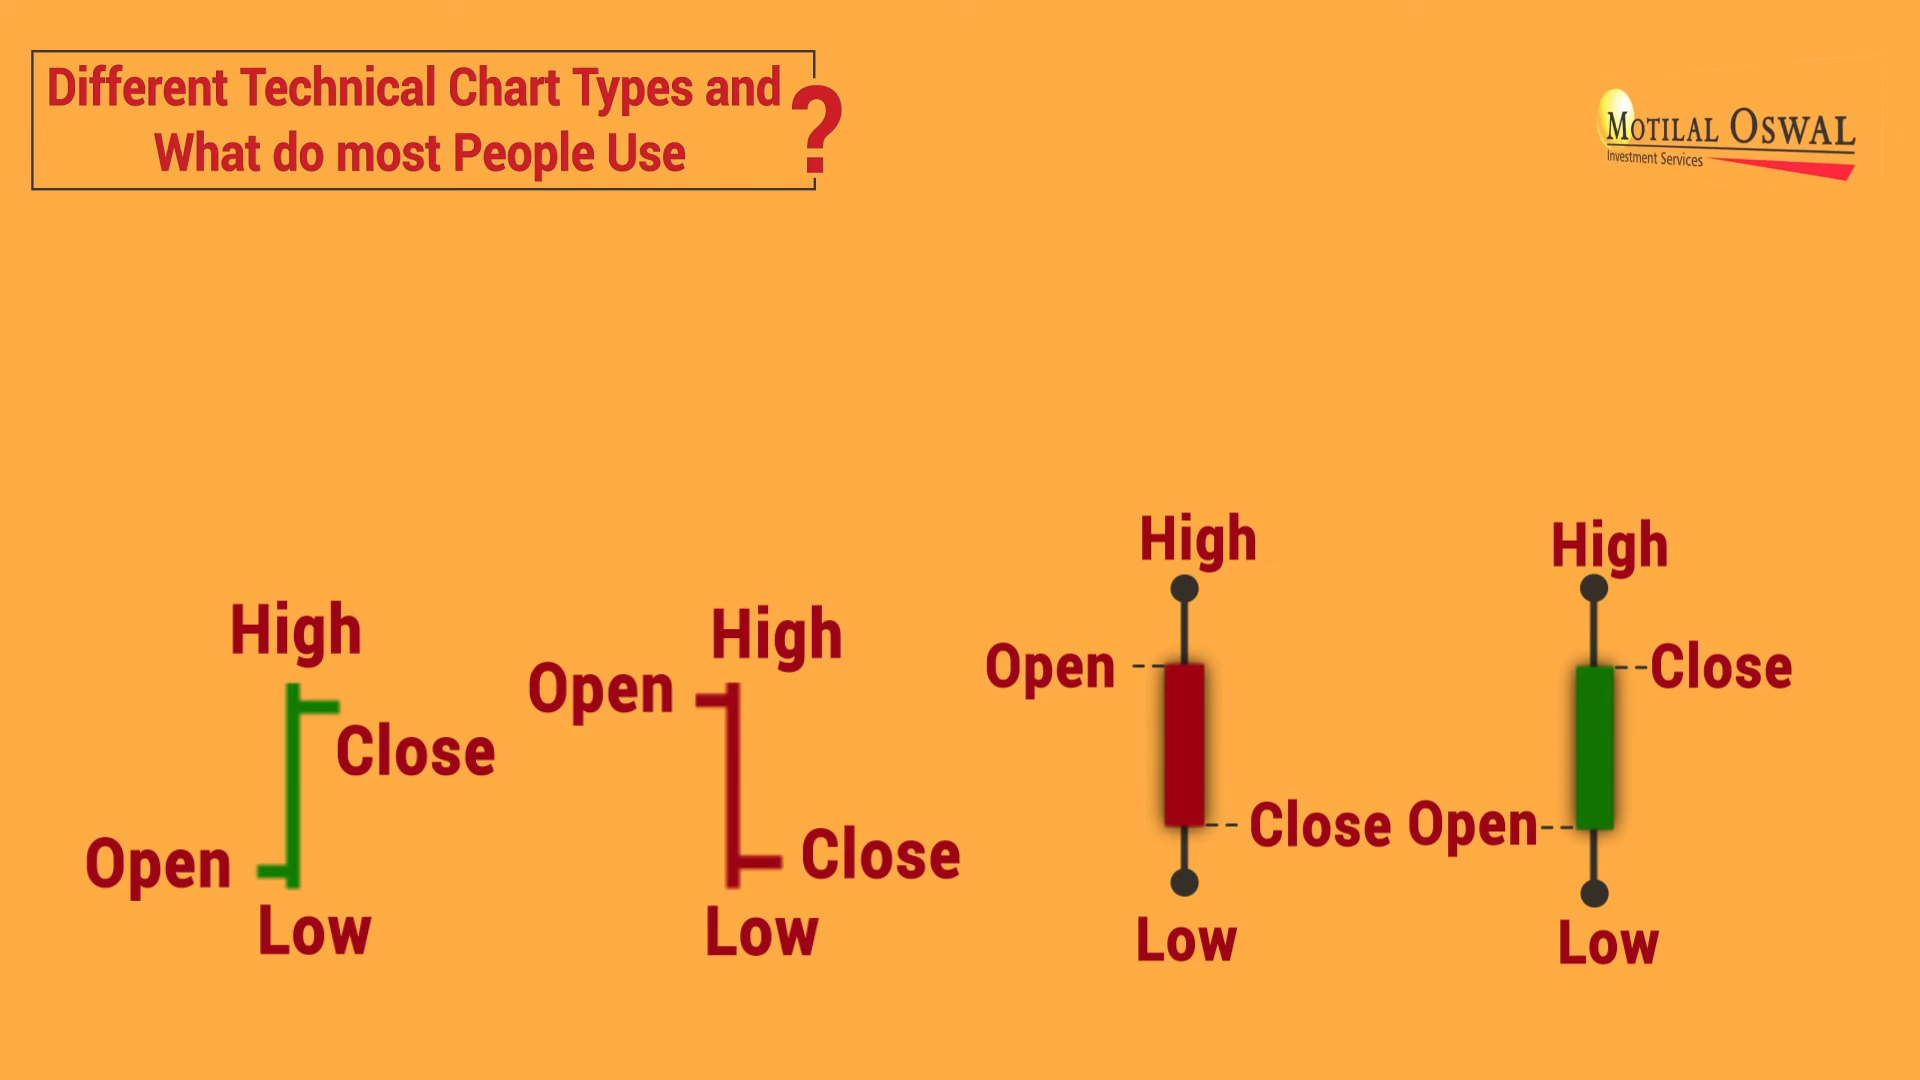 Different Technical Chart Types and
What do most People Use
?
MOTILAL OSWAL
Investment Services
High
Close
Open
Low
High
Open
Close
Low
High
Open
Close
Low
High
Close
Open
Low